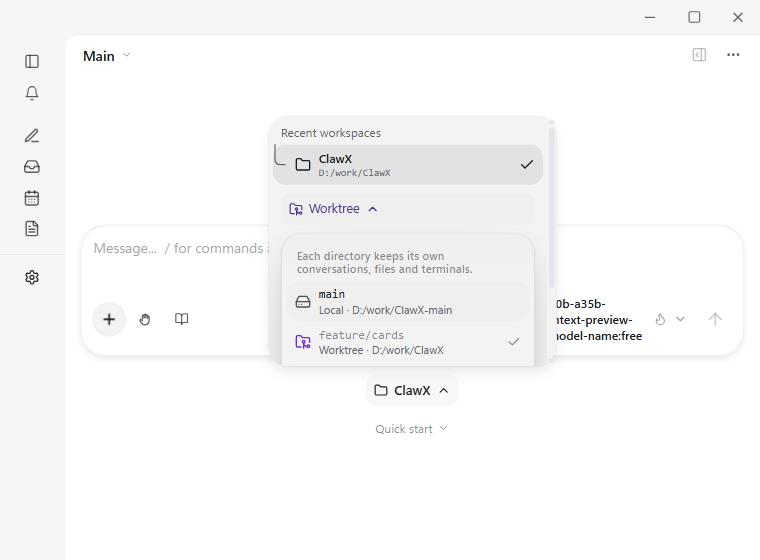 Main
Recent workspaces
ClawX
D:/work/ClawX
Worktree
Message... / for commands
Each directory keeps its own
conversations, files and terminals.
main
Local · D:/work/ClawX-main
feature/cards
Worktree · D:/work/ClawX
0b-a35b-
ntext-preview-
model-name:free
ClawX
Quick start